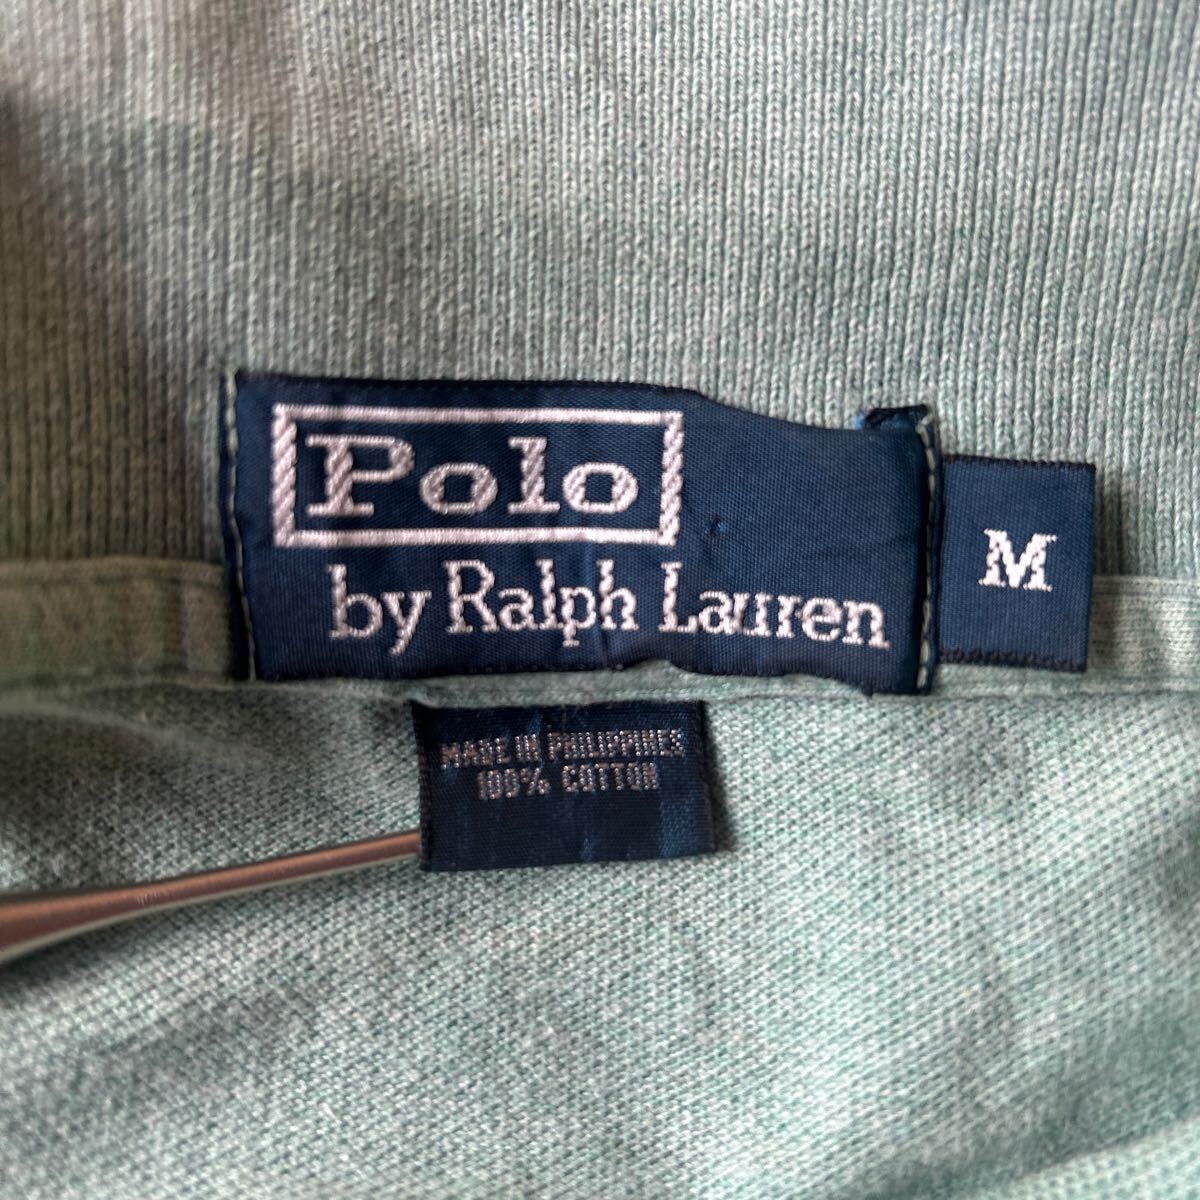 Polo
by Ralph Lauren
M
MADE IN PHILIPPINES
100% COTTON